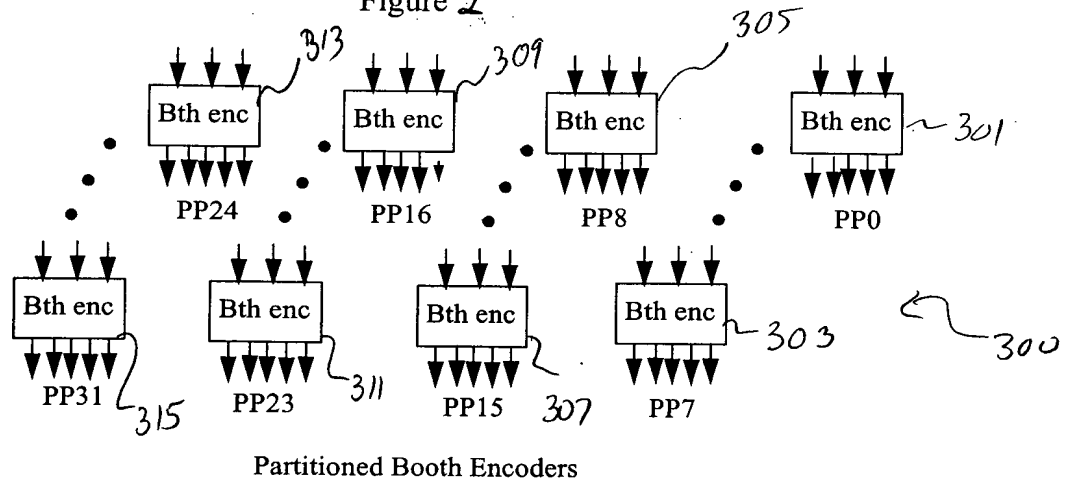 Figure 2
313
309
305
Bth enc
Bth enc
Bth enc
Bth enc
301
PP24
PP16
PP8
PP0
Bth enc
Bth enc
Bth enc
Bth enc
303
300
PP31
315
PP23
311
PP15
307
PP7
Partitioned Booth Encoders